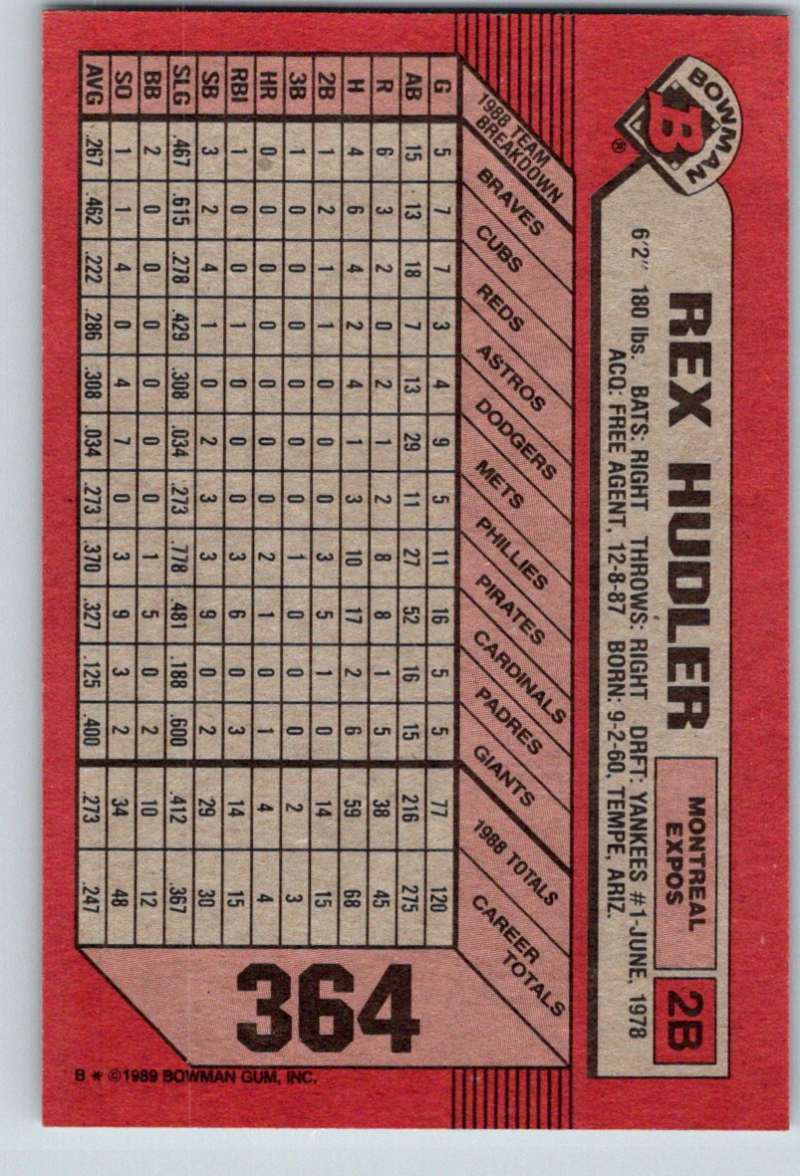 BOWMAN
B ®
REX HUDLER
MONTREAL
EXPOS
2B
6'2" 180 lbs. BATS: RIGHT THROWS: RIGHT DRFT: YANKEES #1-JUNE, 1978
ACQ: FREE AGENT, 12-8-87 BORN: 9-2-60, TEMPE, ARIZ.
1988 TEAM
BREAKDOWN
BRAVES
CUBS
REDS
ASTROS
DODGERS
METS
PHILLIES
PIRATES
CARDINALS
PADRES
GIANTS
1988 TOTALS
CAREER
TOTALS
G 5 7 7 3 4 9 5 11 16 5 5 77 120
AB 15 13 18 7 13 29 11 27 52 16 15 216 275
R 6 3 2 0 2 1 2 8 8 1 5 38 45
H 4 6 4 2 4 1 3 10 17 2 6 59 68
2B 1 2 1 1 0 0 0 3 5 1 0 14 15
3B 1 0 0 0 0 0 0 1 0 0 0 2 3
HR 0 0 0 0 0 0 0 2 1 0 1 4 4
RBI 1 0 0 1 0 0 0 3 6 0 3 14 15
SB 3 2 4 1 0 2 3 3 9 0 2 29 30
SLG .467 .615 .278 .429 .308 .034 .273 .778 .481 .188 .600 .412 .367
BB 2 0 0 0 0 0 0 1 5 0 2 10 12
SO 1 1 4 0 4 7 0 3 9 3 2 34 48
AVG .267 .462 .222 .286 .308 .034 .273 .370 .327 .125 .400 .273 .247
364
B * ©1989 BOWMAN GUM, INC.